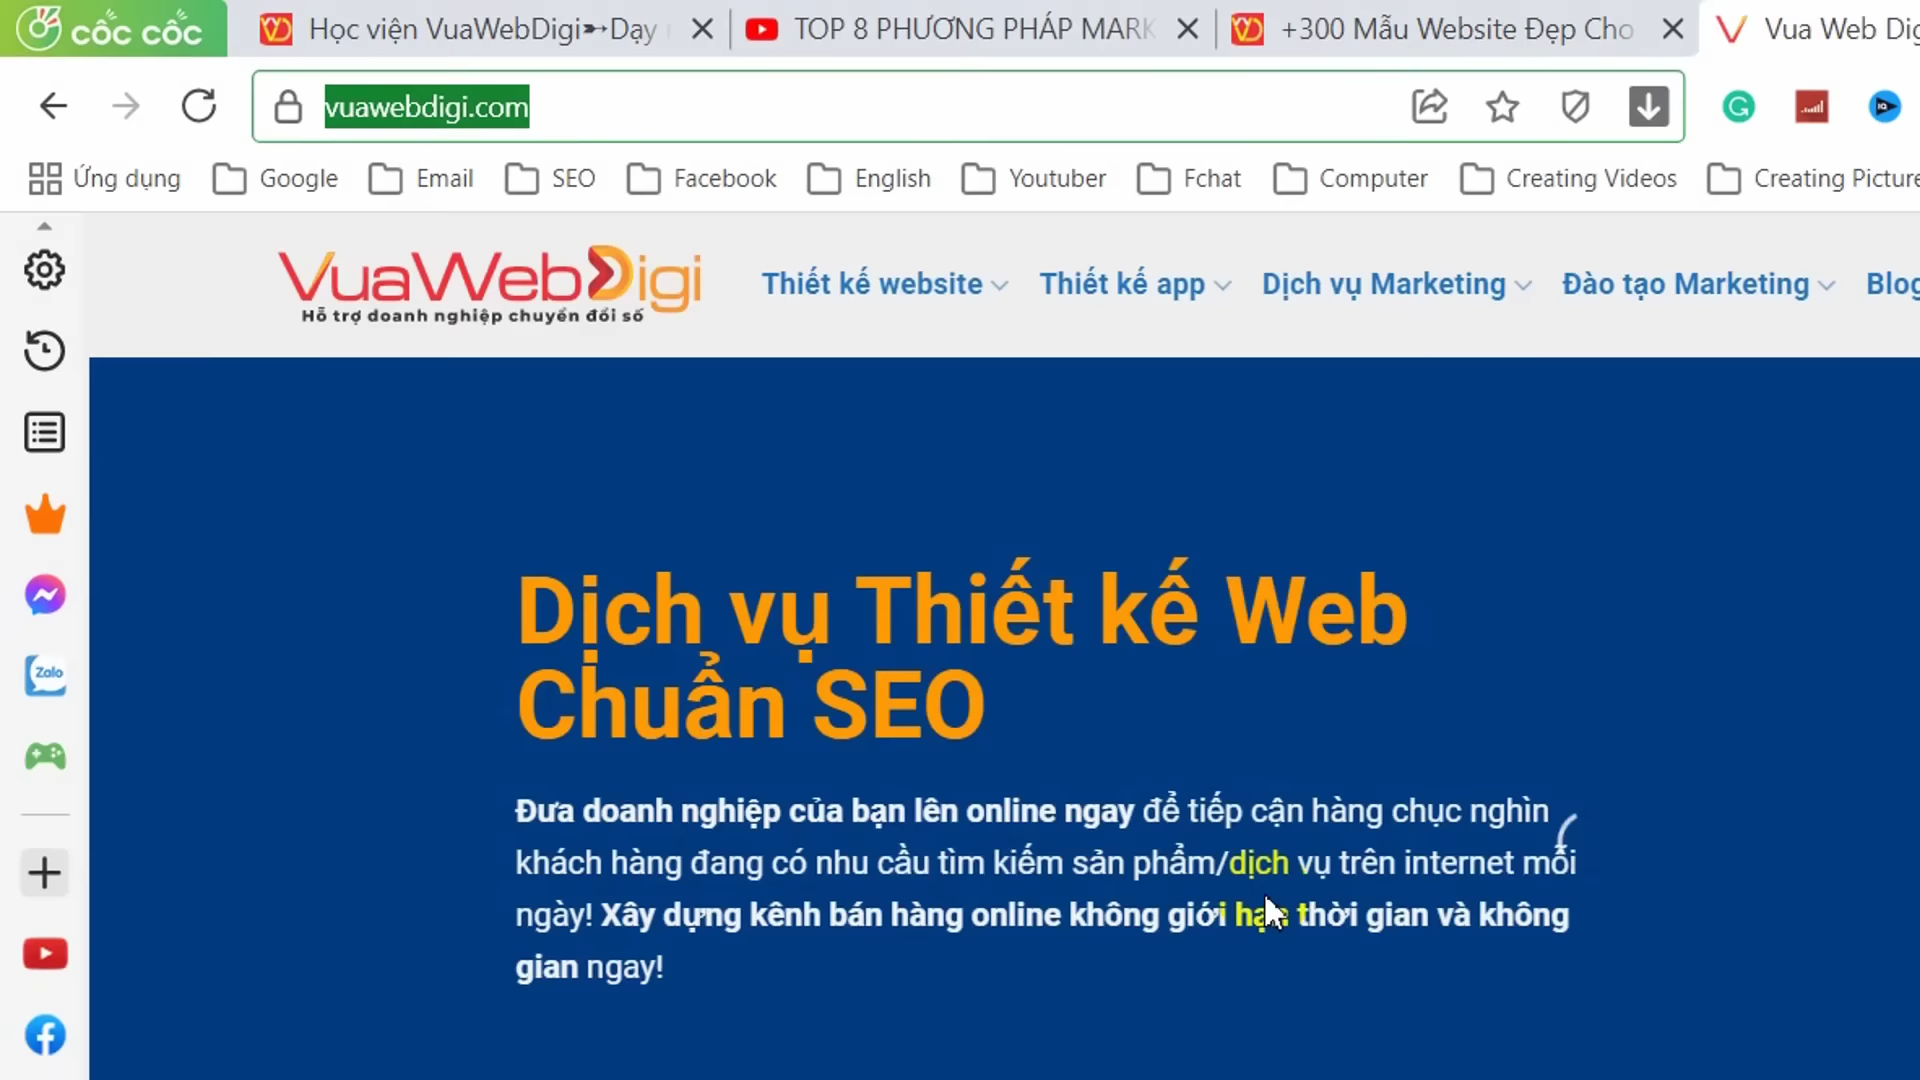 cốc cốc
Học viện VuaWebDigi➸Dạy
TOP 8 PHƯƠNG PHÁP MARK
+300 Mẫu Website Đẹp Cho
Vua Web Dig
vuawebdigi.com
Ứng dụng
Google
Email
SEO
Facebook
English
Youtuber
Fchat
Computer
Creating Videos
Creating Picture
VuaWebDigi
Hỗ trợ doanh nghiệp chuyển đổi số
Thiết kế website
Thiết kế app
Dịch vụ Marketing
Đào tạo Marketing
Blog
Zalo
Dịch vụ Thiết kế Web
Chuẩn SEO
Đưa doanh nghiệp của bạn lên online ngay để tiếp cận hàng chục nghìn
khách hàng đang có nhu cầu tìm kiếm sản phẩm/dịch vụ trên internet mỗi
ngày! Xây dựng kênh bán hàng online không giới hạn thời gian và không
gian ngay!